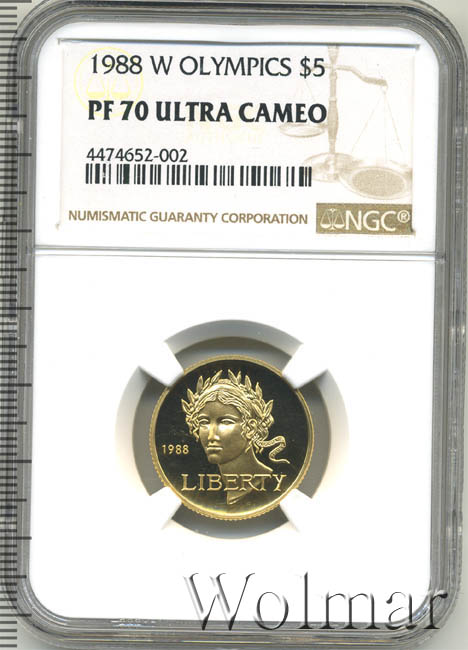 1988 W OLYMPICS $5
PF 70 ULTRA CAMEO
4474652-002
NUMISMATIC GUARANTY CORPORATION NGC®
1988
LIBERTY
Wolmar